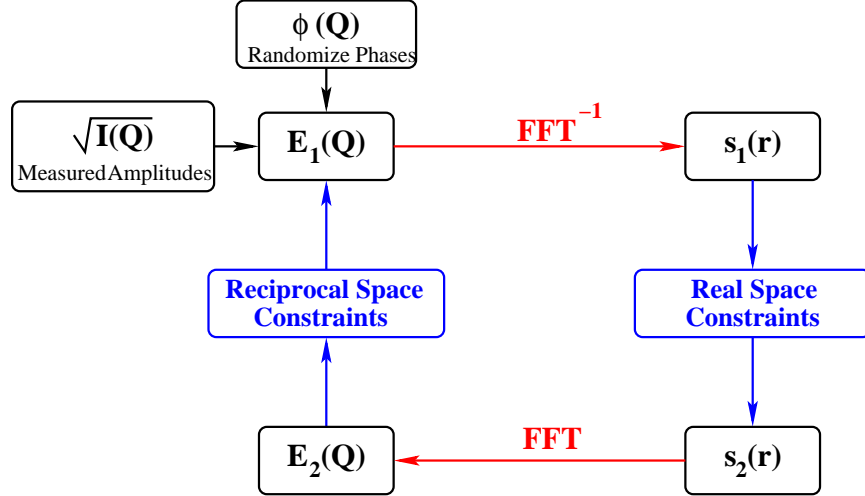 ϕ (Q)
Randomize Phases
√I(Q)
Measured Amplitudes
E₁(Q)
FFT⁻¹
s₁(r)
Reciprocal Space
Constraints
Real Space
Constraints
E₂(Q)
FFT
s₂(r)